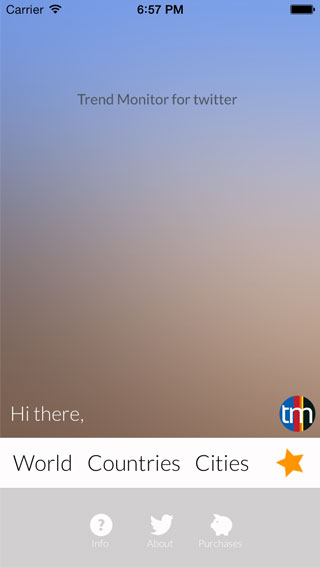 Carrier 6:57 PM
Trend Monitor for twitter
Hi there,
tm
World Countries Cities
?
Info About Purchases